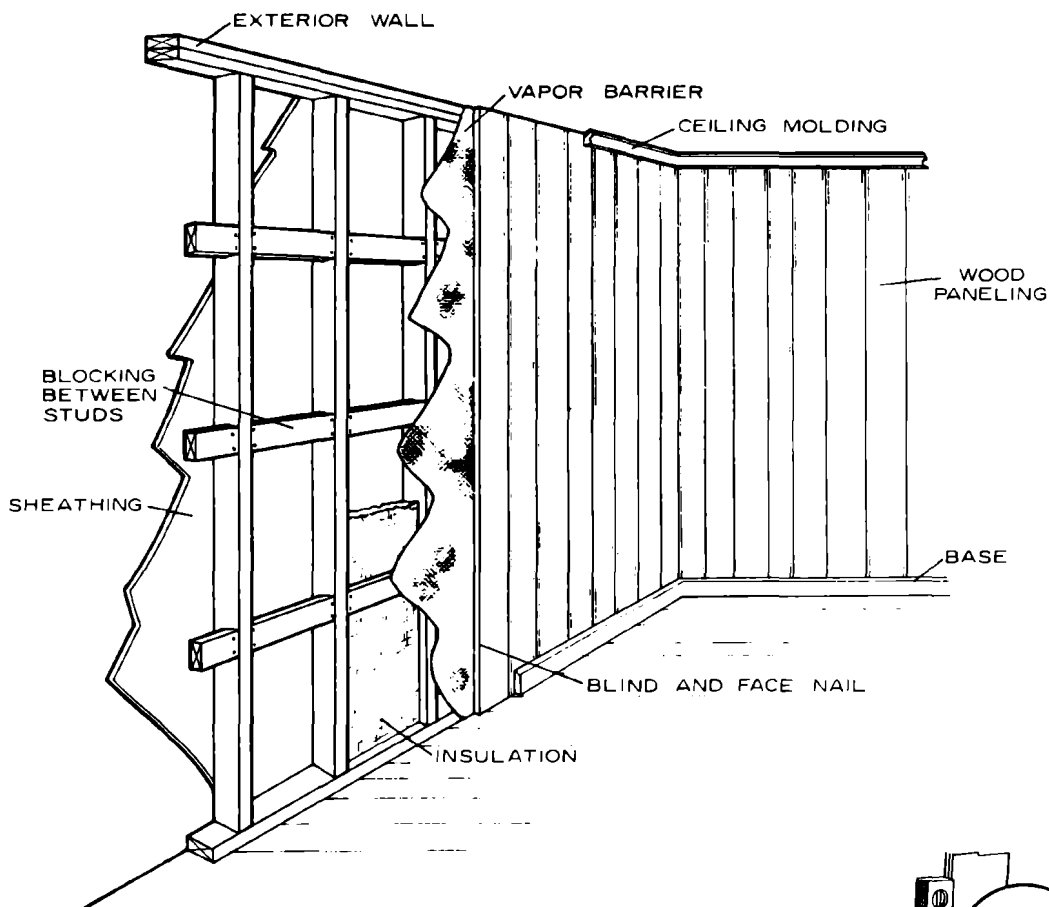 EXTERIOR WALL
VAPOR BARRIER
CEILING MOLDING
WOOD
PANELING
BLOCKING
BETWEEN
STUDS
SHEATHING
BASE
BLIND AND FACE NAIL
INSULATION